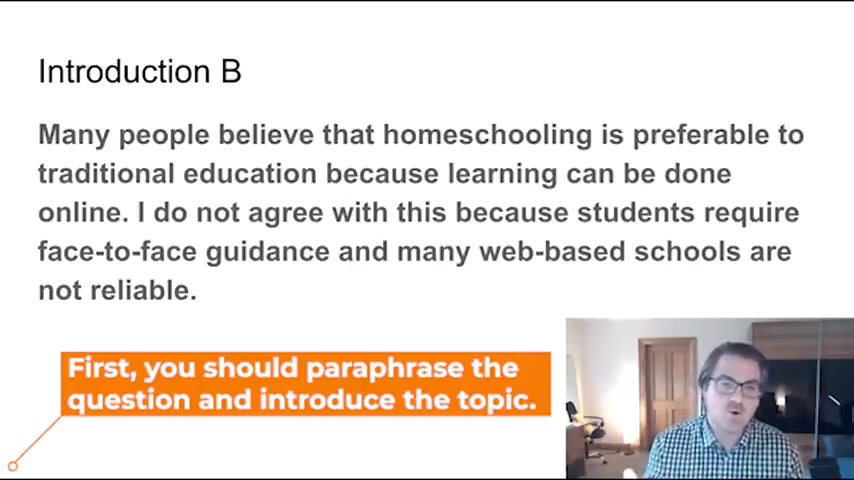 Introduction B
Many people believe that homeschooling is preferable to
traditional education because learning can be done
online. I do not agree with this because students require
face-to-face guidance and many web-based schools are
not reliable.
First, you should paraphrase the
question and introduce the topic.